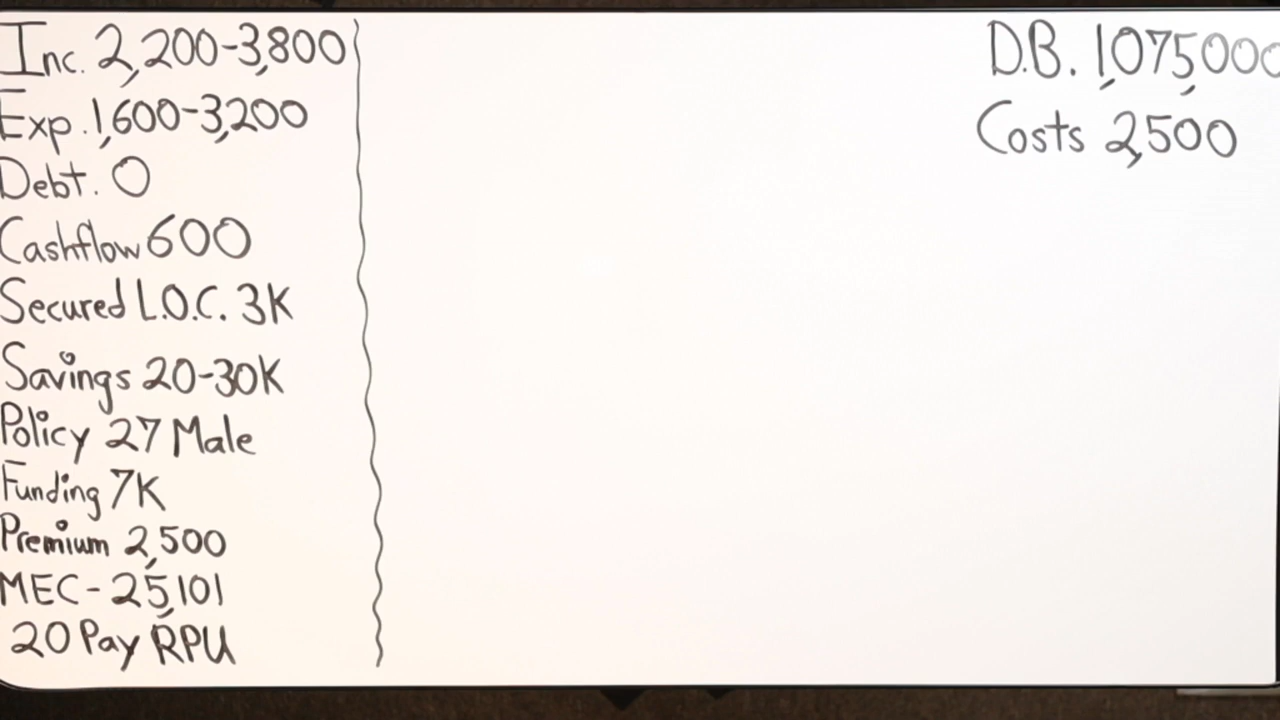 Inc. 2,200-3,800
Exp. 1,600-3,200
Debt. 0
Cashflow 600
Secured L.O.C. 3K
Savings 20-30K
Policy 27 Male
Funding 7K
Premium 2,500
MEC- 25,101
20 Pay RPU
D.B. 1,075,000
Costs 2,500